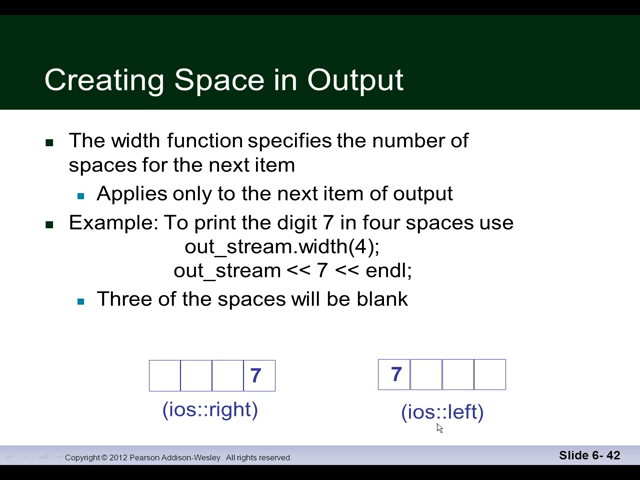 Creating Space in Output
The width function specifies the number of
spaces for the next item
Applies only to the next item of output
Example: To print the digit 7 in four spaces use
out_stream.width(4);
out_stream << 7 << endl;
Three of the spaces will be blank
7
7
(ios::right)
(ios::left)
Copyright © 2012 Pearson Addison-Wesley. All rights reserved.
Slide 6- 42